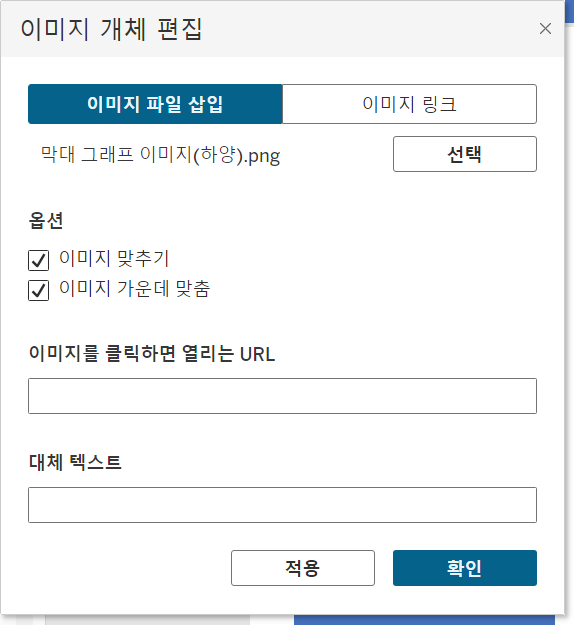 이미지 개체 편집
이미지 파일 삽입 이미지 링크
막대 그래프 이미지(하양).png 선택
옵션
이미지 맞추기
이미지 가운데 맞춤
이미지를 클릭하면 열리는 URL
대체 텍스트
적용 확인